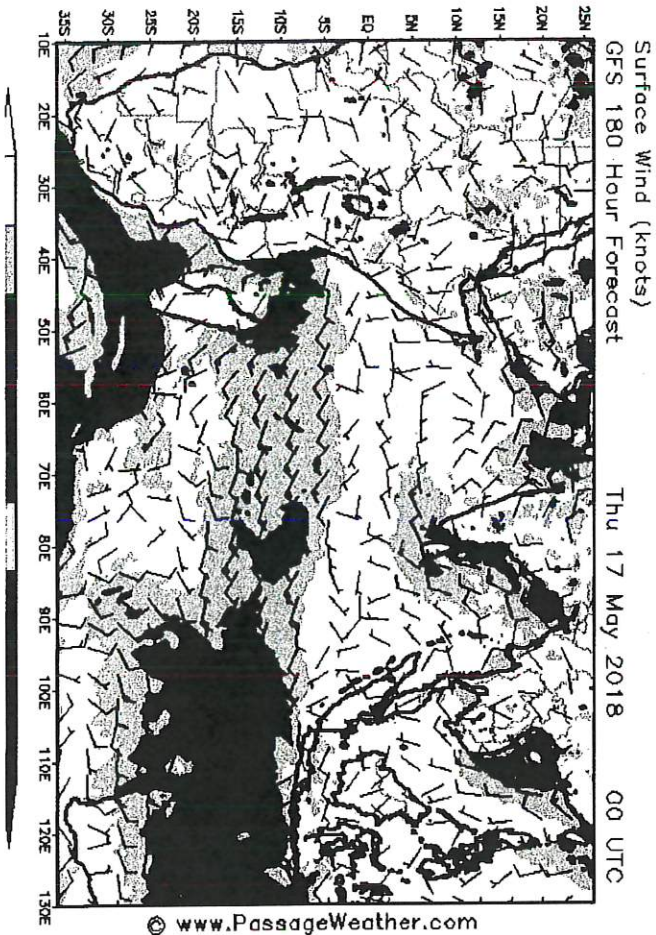 Surface Wind (knots)
GFS 180 Hour Forecast Thu 17 May 2018 00 UTC
25N
20N
15N
10N
5N
EQ
5S
10S
15S
20S
25S
30S
35S
10E 20E 30E 40E 50E 60E 70E 80E 90E 100E 110E 120E 130E
© www.PassageWeather.com